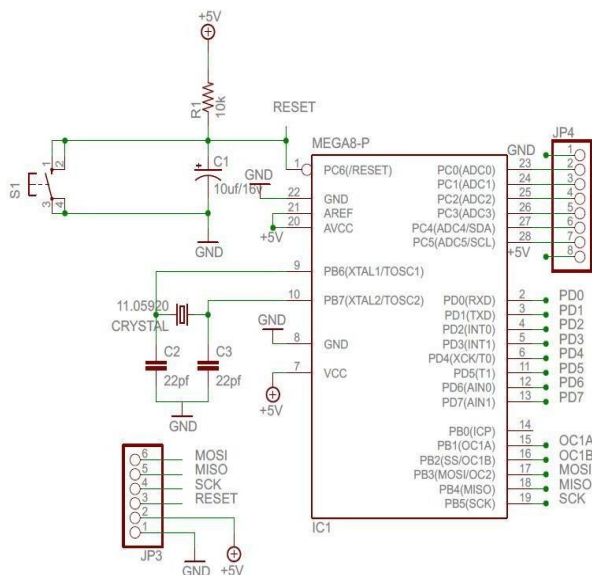 +5V
R1
10k
RESET
S1
1
2
3
4
C1
10uf/16v
GND
GND
+5V
MEGA8-P
1 PC6(/RESET)
22 GND
21 AREF
20 AVCC
9 PB6(XTAL1/TOSC1)
10 PB7(XTAL2/TOSC2)
8 GND
7 VCC
PC0(ADC0) 23
PC1(ADC1) 24
PC2(ADC2) 25
PC3(ADC3) 26
PC4(ADC4/SDA) 27
PC5(ADC5/SCL) 28
PD0(RXD) 2 PD0
PD1(TXD) 3 PD1
PD2(INT0) 4 PD2
PD3(INT1) 5 PD3
PD4(XCK/T0) 6 PD4
PD5(T1) 11 PD5
PD6(AIN0) 12 PD6
PD7(AIN1) 13 PD7
PB0(ICP) 14
PB1(OC1A) 15 OC1A
PB2(SS/OC1B) 16 OC1B
PB3(MOSI/OC2) 17 MOSI
PB4(MISO) 18 MISO
PB5(SCK) 19 SCK
IC1
JP4
GND
1
2
3
4
5
6
7
8
+5V
11.05920
CRYSTAL
C2
22pf
C3
22pf
GND
GND
+5V
6 MOSI
5 MISO
4 SCK
3 RESET
2
1
JP3
GND
+5V